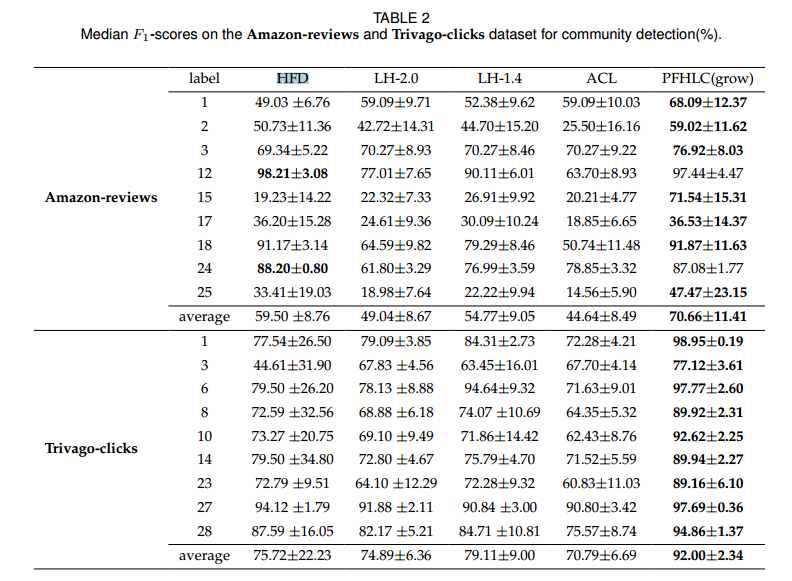 TABLE 2
Median F1-scores on the Amazon-reviews and Trivago-clicks dataset for community detection(%).
label HFD LH-2.0 LH-1.4 ACL PFHLC(grow)
1 49.03 ±6.76 59.09±9.71 52.38±9.62 59.09±10.03 68.09±12.37
2 50.73±11.36 42.72±14.31 44.70±15.20 25.50±16.16 59.02±11.62
3 69.34±5.22 70.27±8.93 70.27±8.46 70.27±9.22 76.92±8.03
12 98.21±3.08 77.01±7.65 90.11±6.01 63.70±8.93 97.44±4.47
Amazon-reviews 15 19.23±14.22 22.32±7.33 26.91±9.92 20.21±4.77 71.54±15.31
17 36.20±15.28 24.61±9.36 30.09±10.24 18.85±6.65 36.53±14.37
18 91.17±3.14 64.59±9.82 79.29±8.46 50.74±11.48 91.87±11.63
24 88.20±0.80 61.80±3.29 76.99±3.59 78.85±3.32 87.08±1.77
25 33.41±19.03 18.98±7.64 22.22±9.94 14.56±5.90 47.47±23.15
average 59.50 ±8.76 49.04±8.67 54.77±9.05 44.64±8.49 70.66±11.41
1 77.54±26.50 79.09±3.85 84.31±2.73 72.28±4.21 98.95±0.19
3 44.61±31.90 67.83 ±4.56 63.45±16.01 67.70±4.14 77.12±3.61
6 79.50 ±26.20 78.13 ±8.88 94.64±9.32 71.63±9.01 97.77±2.60
8 72.59 ±32.56 68.88 ±6.18 74.07 ±10.69 64.35±5.32 89.92±2.31
10 73.27 ±20.75 69.10 ±9.49 71.86±14.42 62.43±8.76 92.62±2.25
Trivago-clicks 14 79.50 ±34.80 72.80 ±4.67 75.79±4.70 71.52±5.59 89.94±2.27
23 72.79 ±9.51 64.10 ±12.29 72.28±9.32 60.83±11.03 89.16±6.10
27 94.12 ±1.79 91.88 ±2.11 90.84 ±3.00 90.80±3.42 97.69±0.36
28 87.59 ±16.05 82.17 ±5.21 84.71 ±10.81 75.57±8.74 94.86±1.37
average 75.72±22.23 74.89±6.36 79.11±9.00 70.79±6.69 92.00±2.34